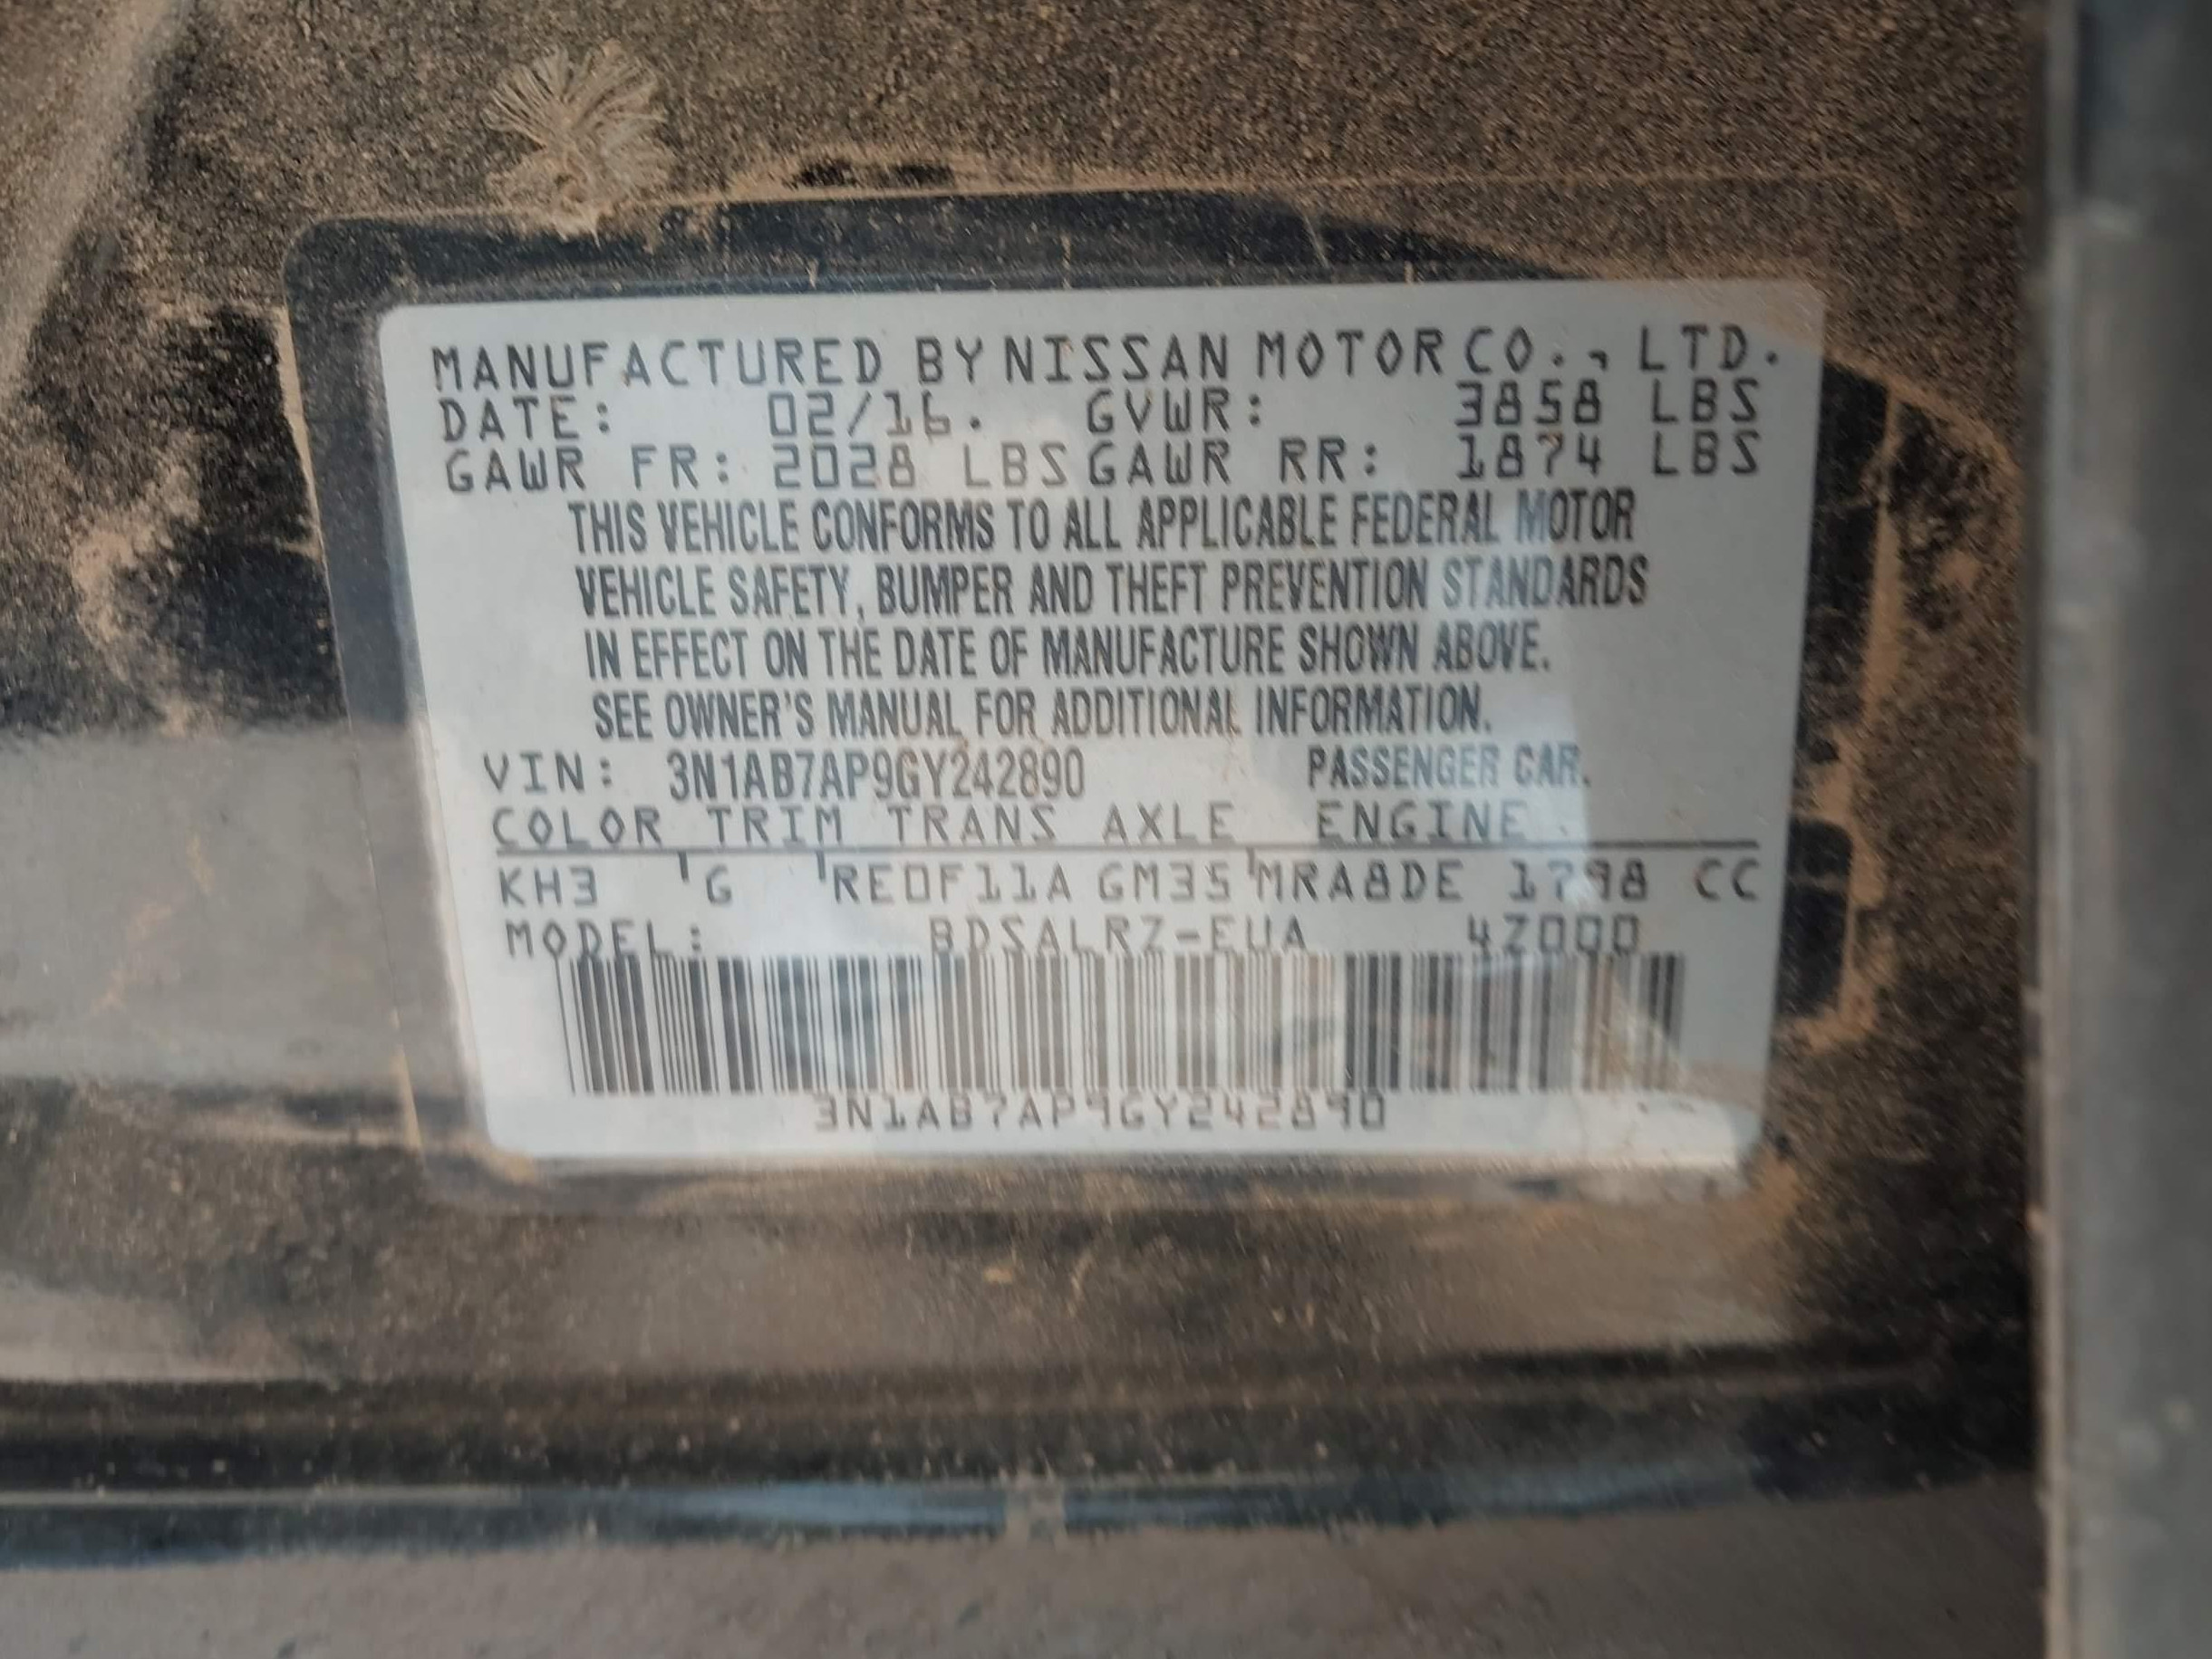 MANUFACTURED BY NISSAN MOTOR CO., LTD.
DATE: 02/16. GVWR: 3858 LBS
GAWR FR: 2028 LBS GAWR RR: 1874 LBS
THIS VEHICLE CONFORMS TO ALL APPLICABLE FEDERAL MOTOR
VEHICLE SAFETY, BUMPER AND THEFT PREVENTION STANDARDS
IN EFFECT ON THE DATE OF MANUFACTURE SHOWN ABOVE.
SEE OWNER'S MANUAL FOR ADDITIONAL INFORMATION.
VIN: 3N1AB7AP9GY242890 PASSENGER CAR.
COLOR TRIM TRANS AXLE ENGINE
KH3 G RE0F11A GM35 MRA8DE 1798 CC
MODEL: BDSALRZ-EUA 4Z000
3N1AB7AP9GY242890